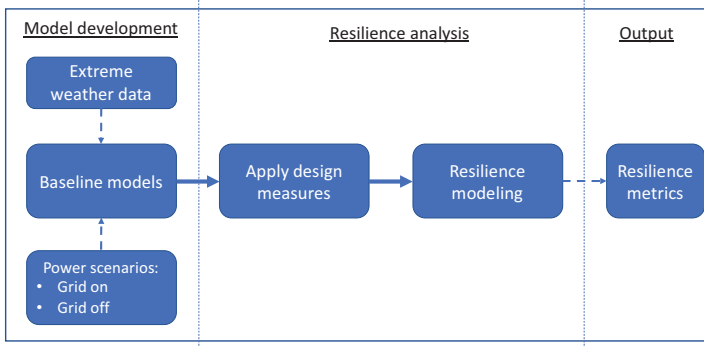 Model development
Resilience analysis
Output
Extreme
weather data
Baseline models
Apply design
measures
Resilience
modeling
Resilience
metrics
Power scenarios:
• Grid on
• Grid off